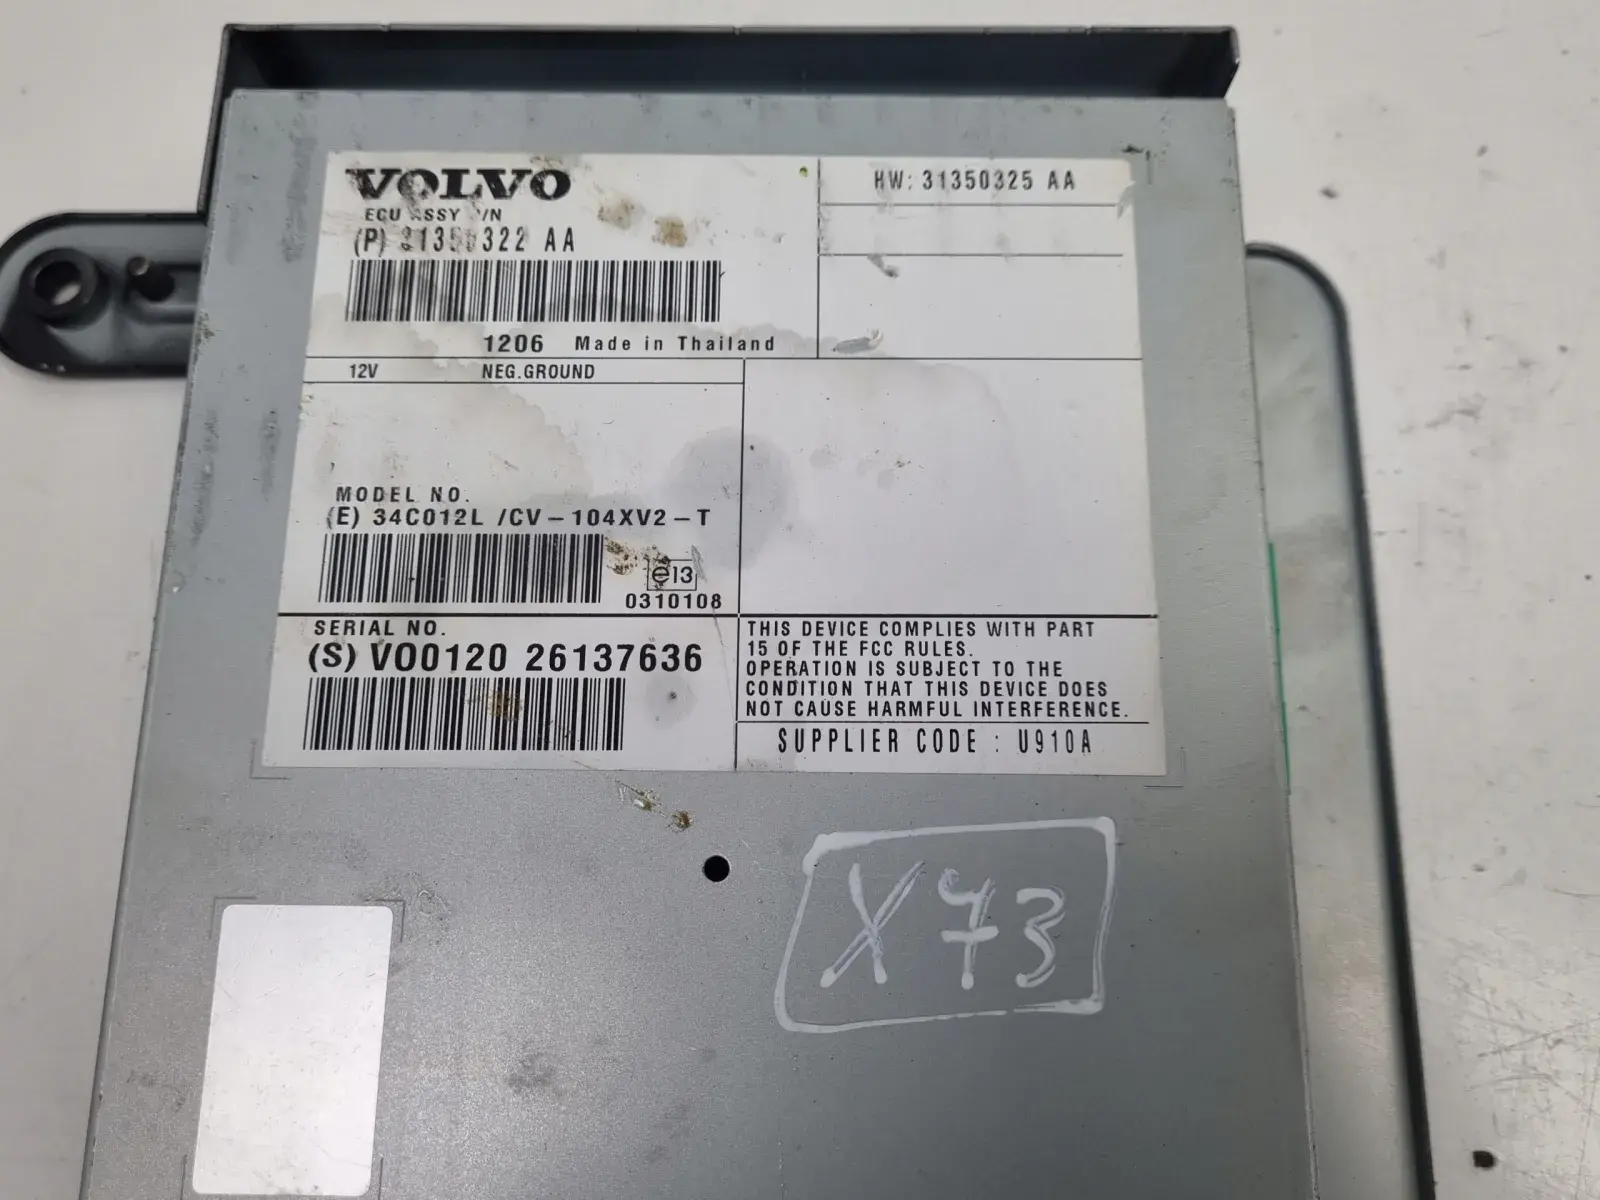 VOLVO
ECU ASSY P/N
(P) 31350322 AA
1206 Made in Thailand
HW: 31350325 AA
12V NEG.GROUND
MODEL NO.
(E) 34C012L /CV-104XV2-T
e13
0310108
SERIAL NO.
(S) VO0120 26137636
THIS DEVICE COMPLIES WITH PART
15 OF THE FCC RULES.
OPERATION IS SUBJECT TO THE
CONDITION THAT THIS DEVICE DOES
NOT CAUSE HARMFUL INTERFERENCE.
SUPPLIER CODE : U910A
X73